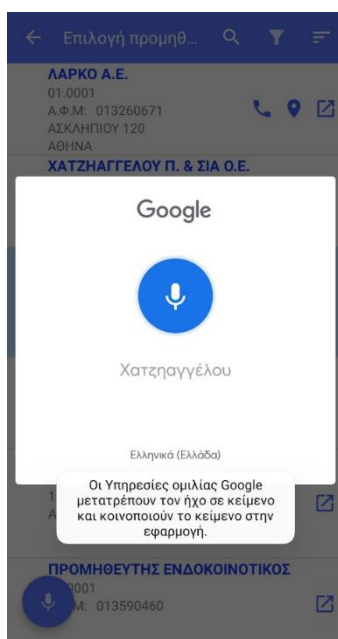 Επιλογή προμηθ...
ΛΑΡΚΟ Α.Ε.
01.0001
Α.Φ.Μ: 013260671
ΑΣΚΛΗΠΙΟΥ 120
ΑΘΗΝΑ
ΧΑΤΖΗΑΓΓΕΛΟΥ Π. & ΣΙΑ Ο.Ε.
Google
Χατζηαγγέλου
Ελληνικά (Ελλάδα)
Οι Υπηρεσίες ομιλίας Google
μετατρέπουν τον ήχο σε κείμενο
και κοινοποιούν το κείμενο στην
εφαρμογή.
ΠΡΟΜΗΘΕΥΤΗΣ ΕΝΔΟΚΟΙΝΟΤΙΚΟΣ
0001
Μ: 013590460